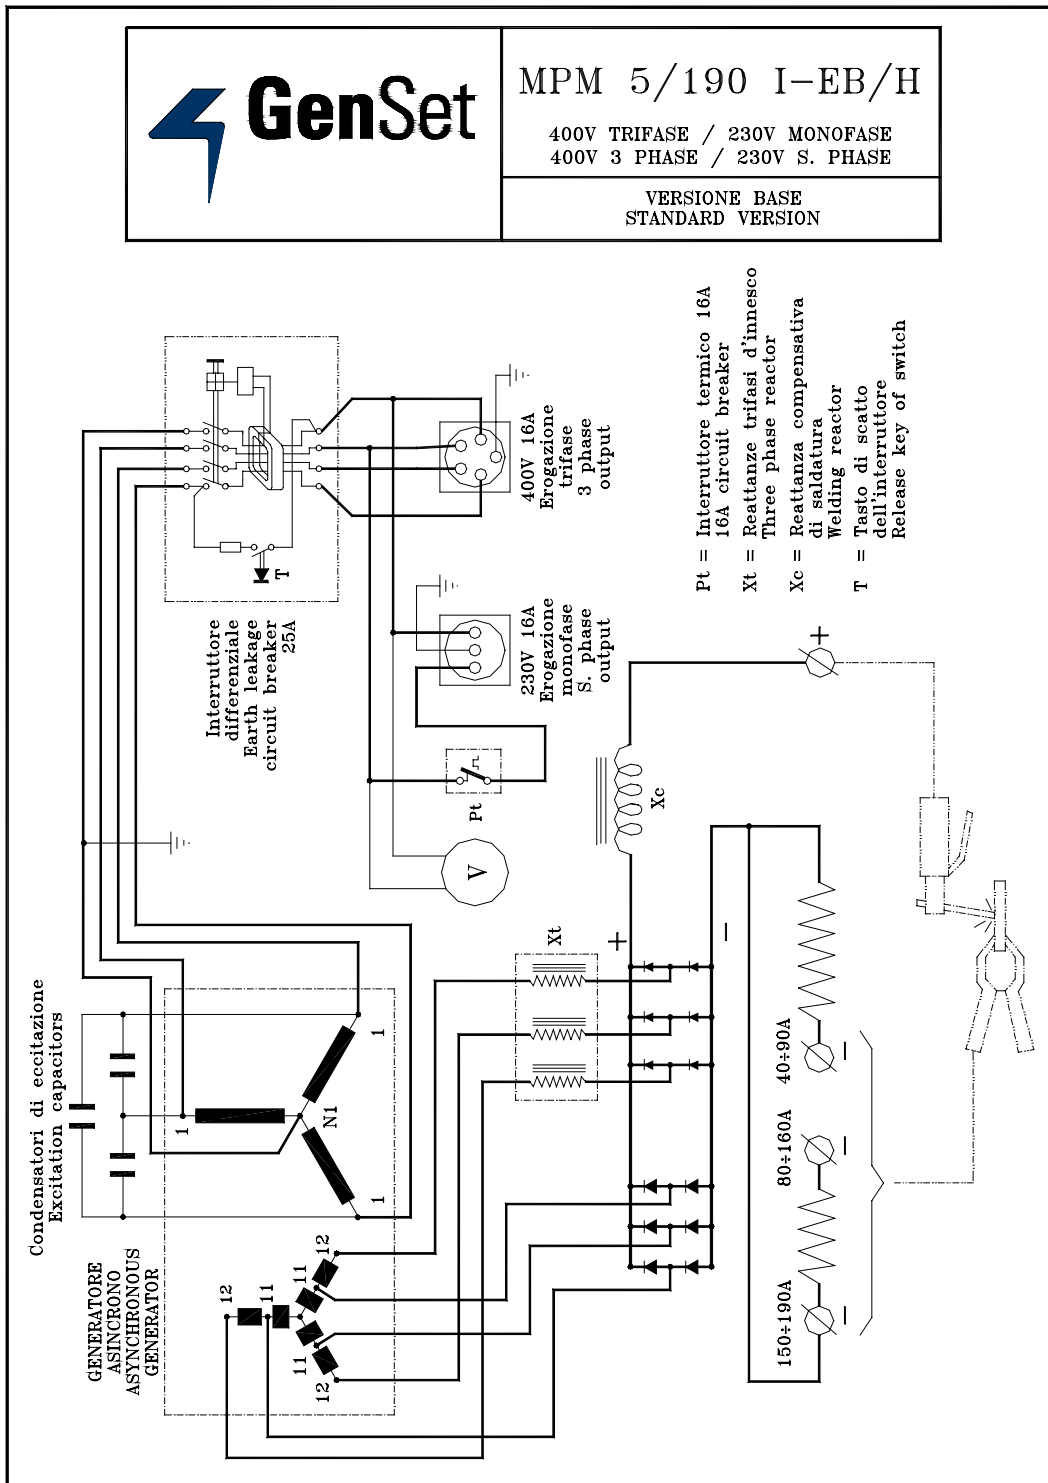 GenSet
MPM 5/190 I-EB/H
400V TRIFASE / 230V MONOFASE
400V 3 PHASE / 230V S. PHASE
VERSIONE BASE
STANDARD VERSION
Pt = Interruttore termico 16A
16A circuit breaker
Xt = Reattanze trifasi d'innesco
Three phase reactor
Xc = Reattanza compensativa
di saldatura
Welding reactor
T = Tasto di scatto
dell'interruttore
Release key of switch
400V 16A
Erogazione
trifase
3 phase
output
T
Interruttore
differenziale
Earth leakage
circuit breaker
25A
230V 16A
Erogazione
monofase
S. phase
output
Pt
V
Xc
+
Xt
+
−
Condensatori di eccitazione
Excitation capacitors
1
1
N1
1
GENERATORE
ASINCRONO
ASYNCHRONOUS
GENERATOR
12
11
11
12
11
12
40÷90A
−
80÷160A
−
150÷190A
−